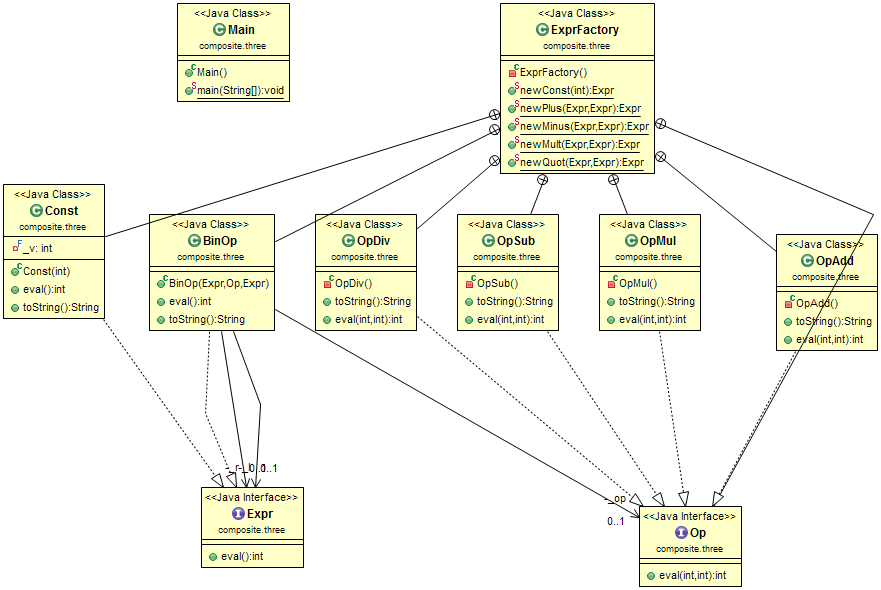 <<Java Class>>
Main
composite.three
Main()
main(String[]):void
<<Java Class>>
ExprFactory
composite.three
ExprFactory()
newConst(int):Expr
newPlus(Expr,Expr):Expr
newMinus(Expr,Expr):Expr
newMult(Expr,Expr):Expr
newQuot(Expr,Expr):Expr
<<Java Class>>
Const
composite.three
_v: int
Const(int)
eval():int
toString():String
<<Java Class>>
BinOp
composite.three
BinOp(Expr,Op,Expr)
eval():int
toString():String
<<Java Class>>
OpDiv
composite.three
OpDiv()
toString():String
eval(int,int):int
<<Java Class>>
OpSub
composite.three
OpSub()
toString():String
eval(int,int):int
<<Java Class>>
OpMul
composite.three
OpMul()
toString():String
eval(int,int):int
<<Java Class>>
OpAdd
composite.three
OpAdd()
toString():String
eval(int,int):int
0..1
-_op
0..1
<<Java Interface>>
Expr
composite.three
eval():int
<<Java Interface>>
Op
composite.three
eval(int,int):int